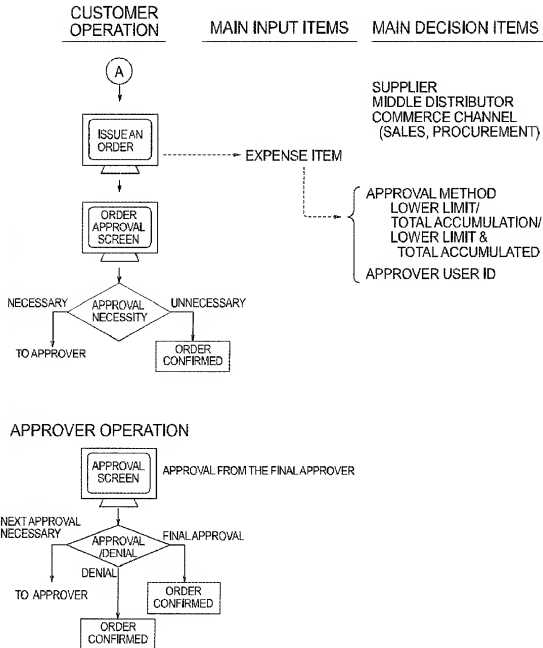 CUSTOMER
OPERATION
MAIN INPUT ITEMS
MAIN DECISION ITEMS
A
SUPPLIER
MIDDLE DISTRIBUTOR
COMMERCE CHANNEL
(SALES, PROCUREMENT)
ISSUE AN
ORDER
EXPENSE ITEM
APPROVAL METHOD
LOWER LIMIT/
TOTAL ACCUMULATION/
LOWER LIMIT &
TOTAL ACCUMULATED
APPROVER USER ID
ORDER
APPROVAL
SCREEN
NECESSARY
APPROVAL
NECESSITY
UNNECESSARY
TO APPROVER
ORDER
CONFIRMED
APPROVER OPERATION
APPROVAL
SCREEN
APPROVAL FROM THE FINAL APPROVER
NEXT APPROVAL
NECESSARY
APPROVAL
/DENIAL
FINAL APPROVAL
DENIAL
TO APPROVER
ORDER
CONFIRMED
ORDER
CONFIRMED